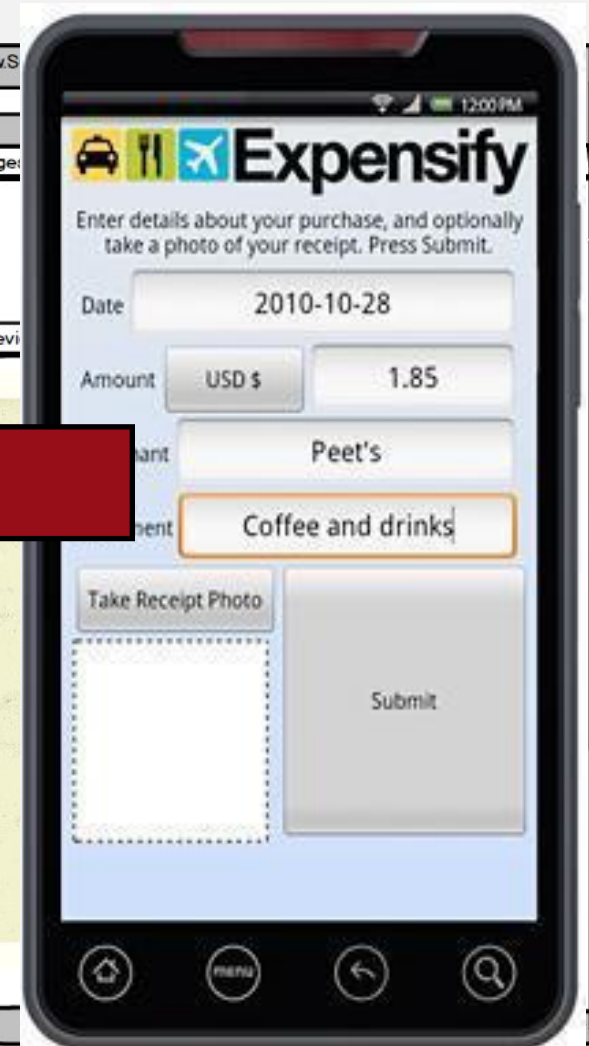 12:00 PM
Expensify
Enter details about your purchase, and optionally
take a photo of your receipt. Press Submit.
Date 2010-10-28
Amount USD $ 1.85
Peet's
Coffee and drinks
Take Receipt Photo
Submit
menu